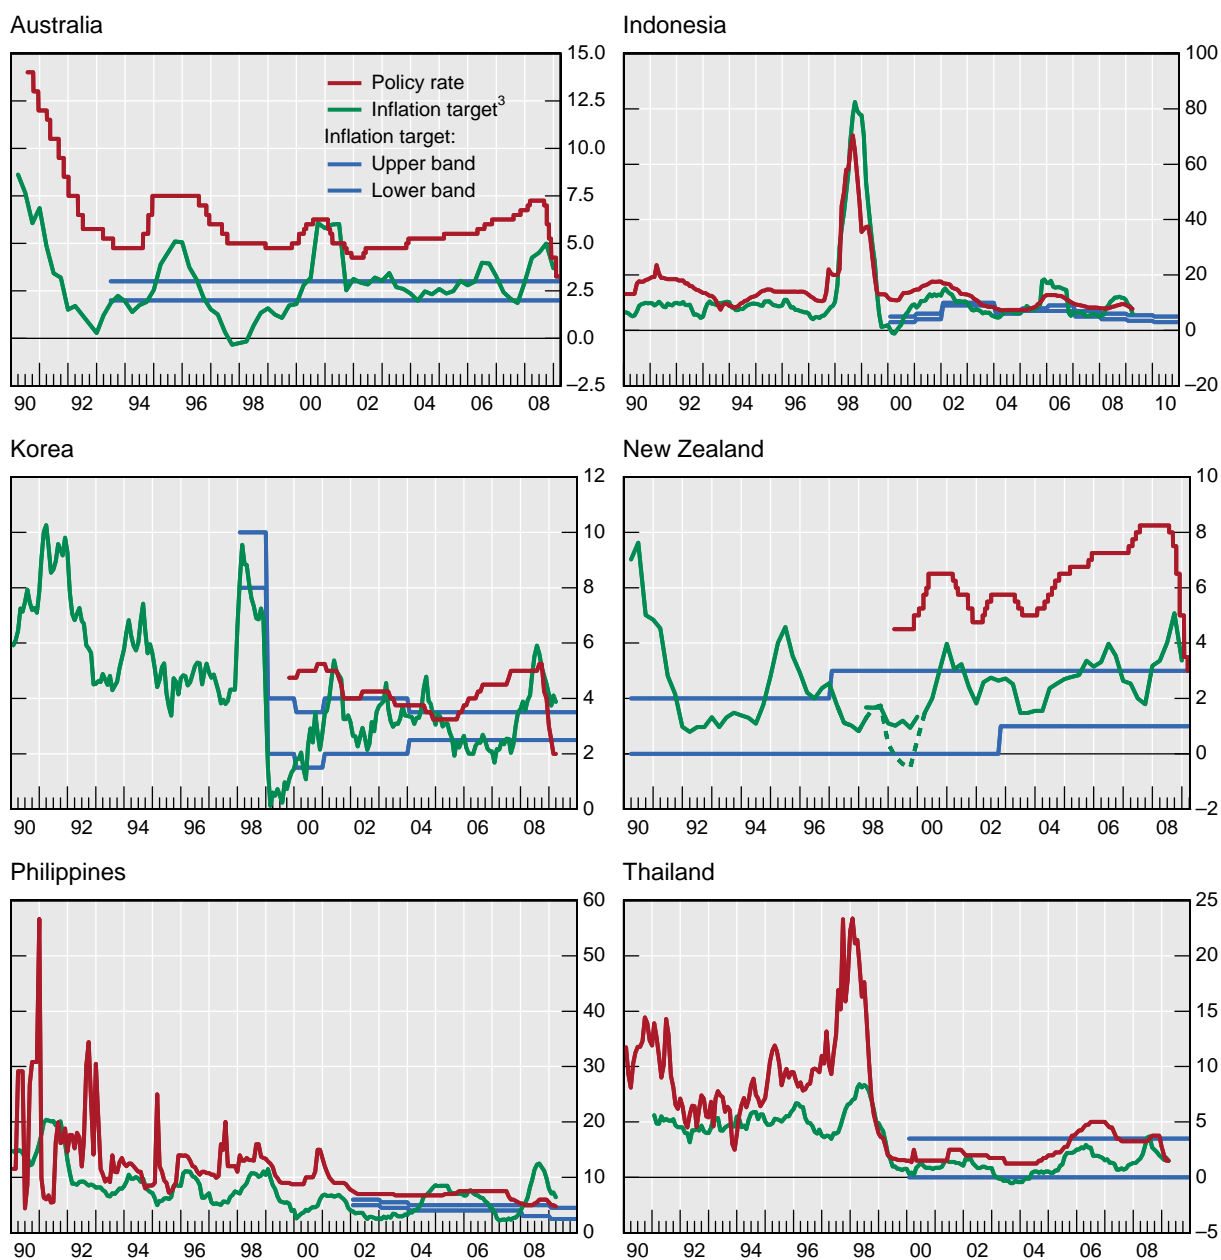 Australia
15.0
12.5
10.0
7.5
5.0
2.5
0.0
–2.5
Policy rate
Inflation target3
Inflation target:
Upper band
Lower band
90 92 94 96 98 00 02 04 06 08
Indonesia
100
80
60
40
20
0
–20
90 92 94 96 98 00 02 04 06 08 10
Korea
12
10
8
6
4
2
0
90 92 94 96 98 00 02 04 06 08
New Zealand
10
8
6
4
2
0
–2
90 92 94 96 98 00 02 04 06 08
Philippines
60
50
40
30
20
10
0
90 92 94 96 98 00 02 04 06 08
Thailand
25
20
15
10
5
0
–5
90 92 94 96 98 00 02 04 06 08